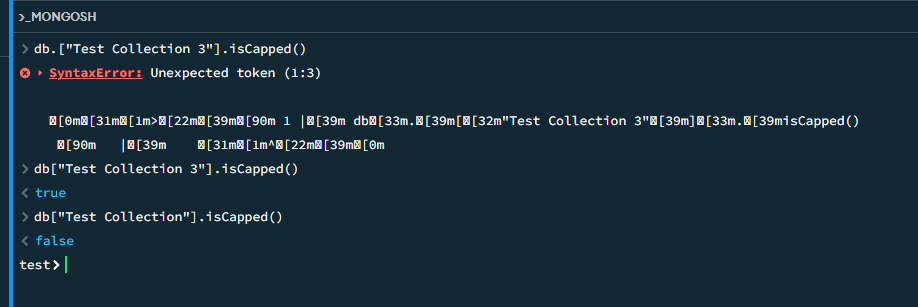 >_MONGOSH
> db.["Test Collection 3"].isCapped()
▸ SyntaxError: Unexpected token (1:3)
�[0m�[31m�[1m>�[22m�[39m�[90m 1 |�[39m db�[33m.�[39m[�[32m"Test Collection 3"�[39m]�[33m.�[39misCapped()
�[90m   |�[39m    �[31m�[1m^�[22m�[39m�[0m
> db["Test Collection 3"].isCapped()
< true
> db["Test Collection"].isCapped()
< false
test>